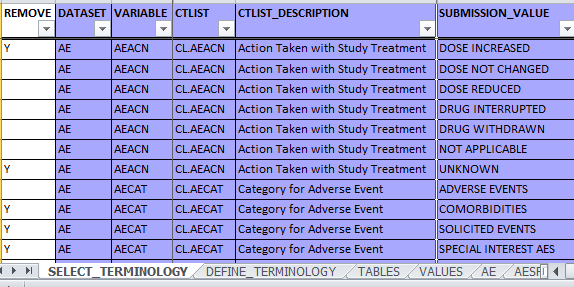 REMOVE DATASET VARIABLE CTLIST CTLIST_DESCRIPTION SUBMISSION_VALUE
Y AE AEACN CL.AEACN Action Taken with Study Treatment DOSE INCREASED
AE AEACN CL.AEACN Action Taken with Study Treatment DOSE NOT CHANGED
AE AEACN CL.AEACN Action Taken with Study Treatment DOSE REDUCED
AE AEACN CL.AEACN Action Taken with Study Treatment DRUG INTERRUPTED
AE AEACN CL.AEACN Action Taken with Study Treatment DRUG WITHDRAWN
AE AEACN CL.AEACN Action Taken with Study Treatment NOT APPLICABLE
Y AE AEACN CL.AEACN Action Taken with Study Treatment UNKNOWN
AE AECAT CL.AECAT Category for Adverse Event ADVERSE EVENTS
Y AE AECAT CL.AECAT Category for Adverse Event COMORBIDITIES
Y AE AECAT CL.AECAT Category for Adverse Event SOLICITED EVENTS
Y AE AECAT CL.AECAT Category for Adverse Event SPECIAL INTEREST AES
SELECT_TERMINOLOGY DEFINE_TERMINOLOGY TABLES VALUES AE